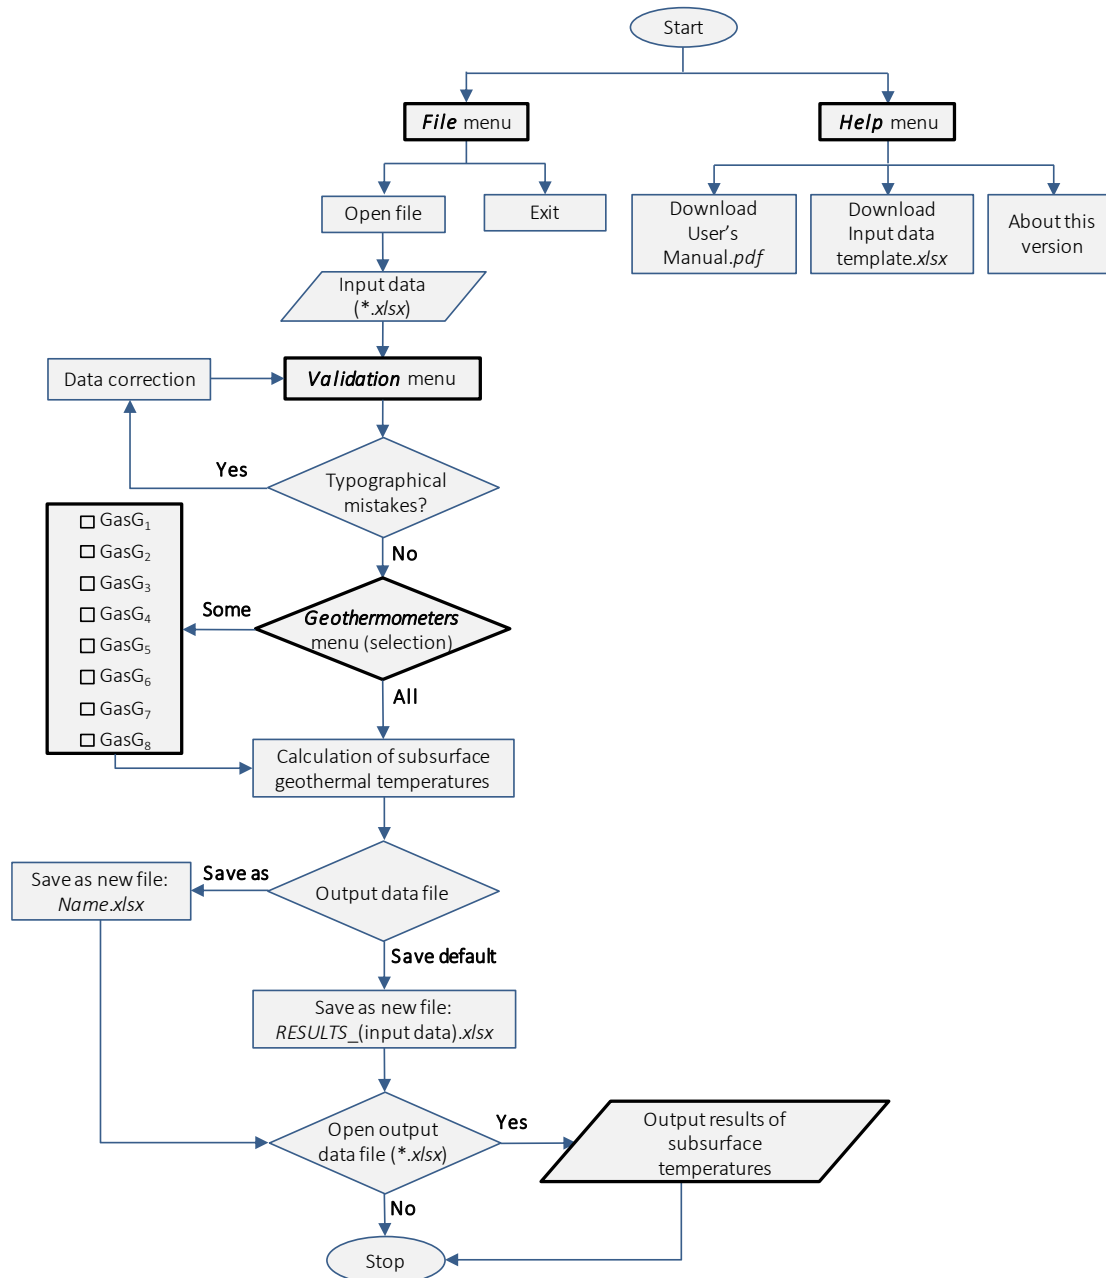 Start
File menu
Help menu
Open file
Exit
Download
User's
Manual.pdf
Download
Input data
template.xlsx
About this
version
Input data
(*.xlsx)
Data correction
Validation menu
Yes
Typographical
mistakes?
No
GasG₁
GasG₂
GasG₃
GasG₄
GasG₅
GasG₆
GasG₇
GasG₈
Some
Geothermometers
menu (selection)
All
Calculation of subsurface
geothermal temperatures
Save as new file:
Name.xlsx
Save as
Output data file
Save default
Save as new file:
RESULTS_(input data).xlsx
Open output
data file (*.xlsx)
Yes
Output results of
subsurface
temperatures
No
Stop